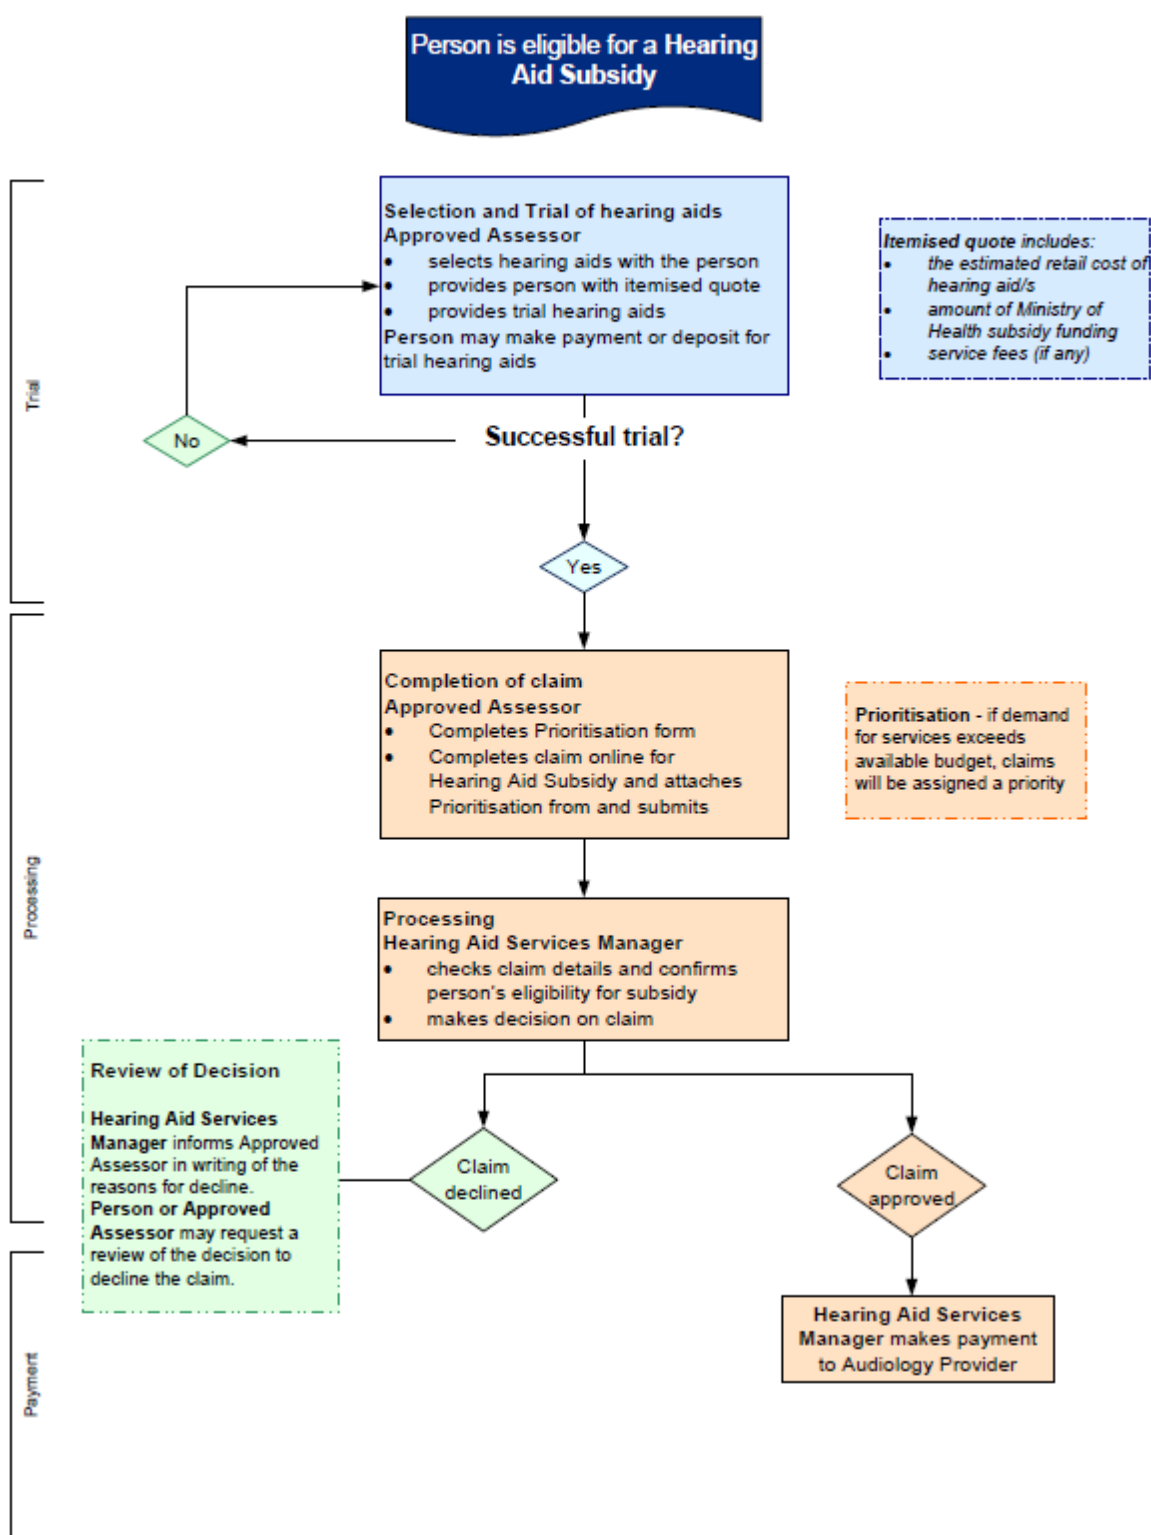 Person is eligible for a Hearing
Aid Subsidy
Trial
Selection and Trial of hearing aids
Approved Assessor
• selects hearing aids with the person
• provides person with itemised quote
• provides trial hearing aids
Person may make payment or deposit for
trial hearing aids
Itemised quote includes:
• the estimated retail cost of
hearing aid/s
• amount of Ministry of
Health subsidy funding
• service fees (if any)
No
Successful trial?
Yes
Processing
Completion of claim
Approved Assessor
• Completes Prioritisation form
• Completes claim online for
Hearing Aid Subsidy and attaches
Prioritisation from and submits
Prioritisation - if demand
for services exceeds
available budget, claims
will be assigned a priority
Processing
Hearing Aid Services Manager
• checks claim details and confirms
person's eligibility for subsidy
• makes decision on claim
Review of Decision
Hearing Aid Services
Manager informs Approved
Assessor in writing of the
reasons for decline.
Person or Approved
Assessor may request a
review of the decision to
decline the claim.
Claim
declined
Claim
approved
Payment
Hearing Aid Services
Manager makes payment
to Audiology Provider